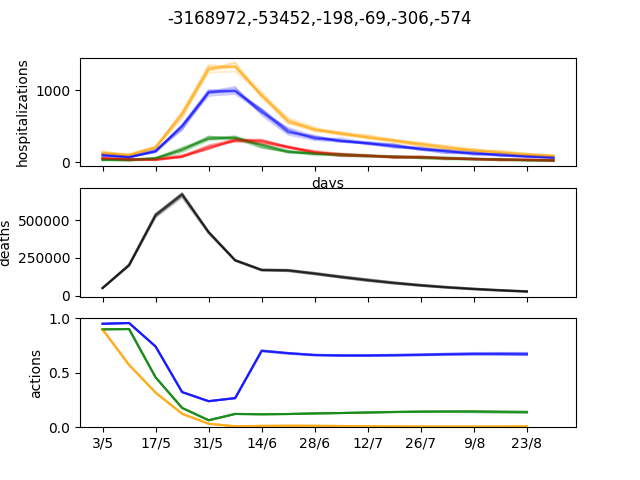 -3168972,-53452,-198,-69,-306,-574
hospitalizations
1000
0
days
deaths
500000
250000
0
actions
1.0
0.5
0.0
3/5 17/5 31/5 14/6 28/6 12/7 26/7 9/8 23/8